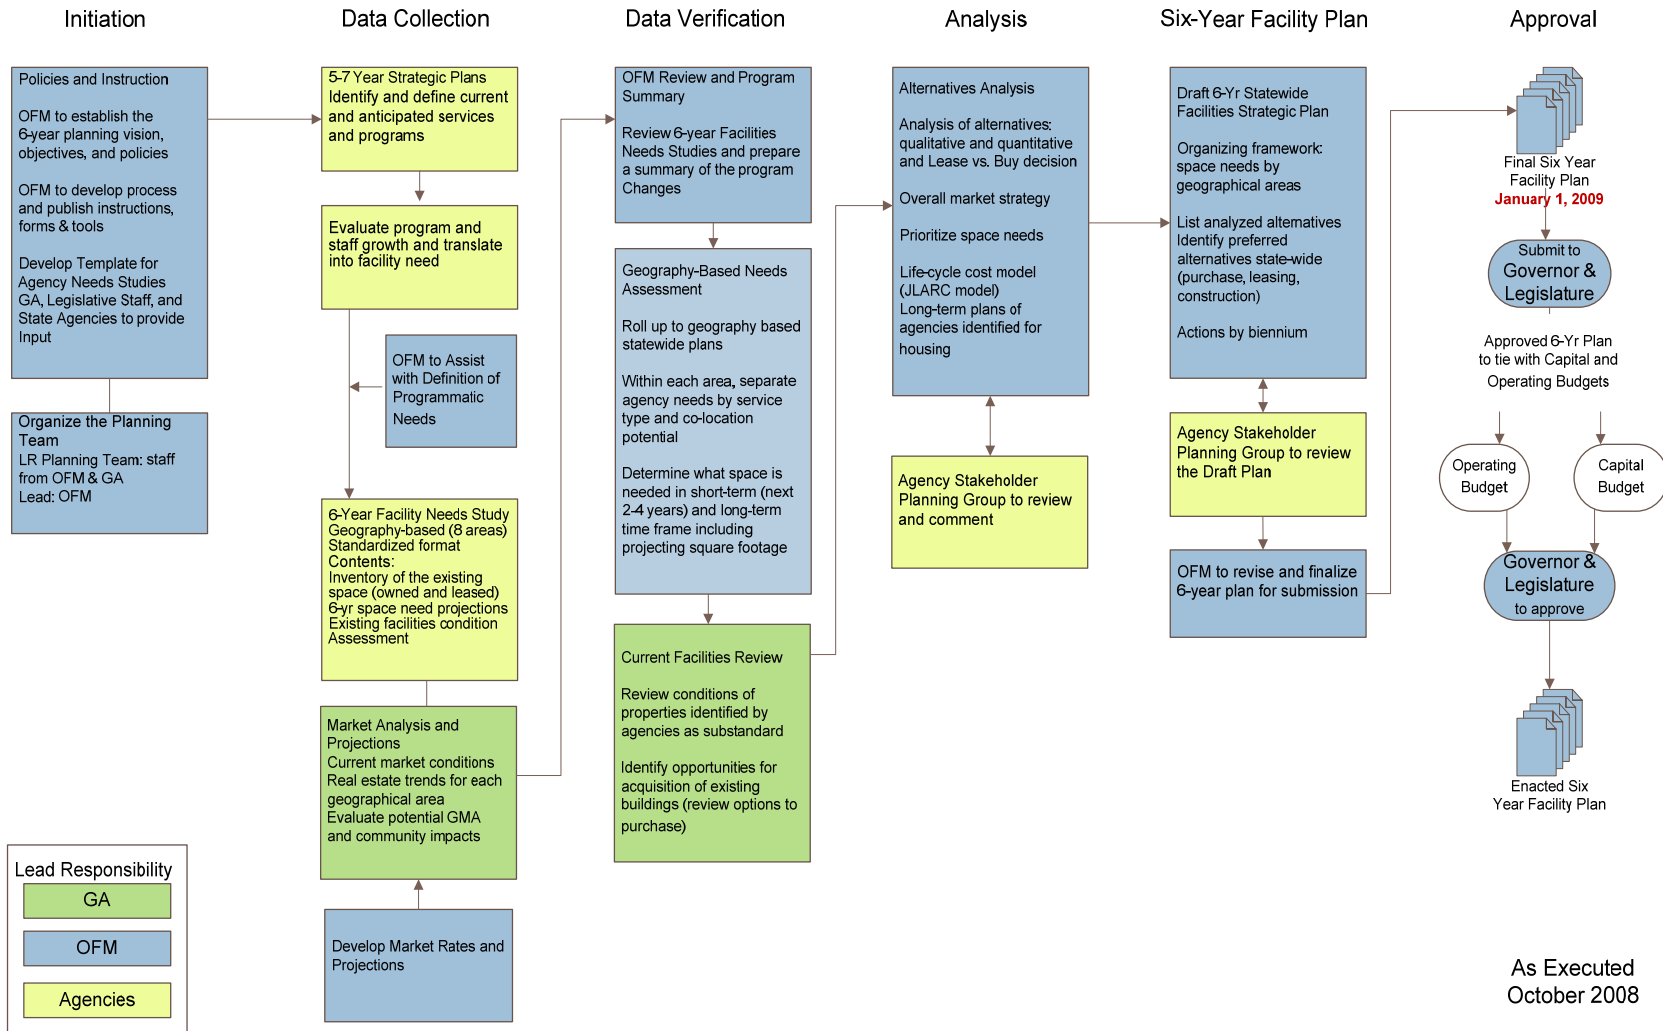 Initiation
Data Collection
Data Verification
Analysis
Six-Year Facility Plan
Approval
Policies and Instruction
OFM to establish the
6-year planning vision,
objectives, and policies
OFM to develop process
and publish instructions,
forms & tools
Develop Template for
Agency Needs Studies
GA, Legislative Staff, and
State Agencies to provide
Input
Organize the Planning
Team
LR Planning Team: staff
from OFM & GA
Lead: OFM
5-7 Year Strategic Plans
Identify and define current
and anticipated services
and programs
Evaluate program and
staff growth and translate
into facility need
OFM to Assist
with Definition of
Programmatic
Needs
6-Year Facility Needs Study
Geography-based (8 areas)
Standardized format
Contents:
Inventory of the existing
space (owned and leased)
6-yr space need projections
Existing facilities condition
Assessment
Market Analysis and
Projections
Current market conditions
Real estate trends for each
geographical area
Evaluate potential GMA
and community impacts
Develop Market Rates and
Projections
OFM Review and Program
Summary
Review 6-year Facilities
Needs Studies and prepare
a summary of the program
Changes
Geography-Based Needs
Assessment
Roll up to geography based
statewide plans
Within each area, separate
agency needs by service
type and co-location
potential
Determine what space is
needed in short-term (next
2-4 years) and long-term
time frame including
projecting square footage
Current Facilities Review
Review conditions of
properties identified by
agencies as substandard
Identify opportunities for
acquisition of existing
buildings (review options to
purchase)
Alternatives Analysis
Analysis of alternatives:
qualitative and quantitative
and Lease vs. Buy decision
Overall market strategy
Prioritize space needs
Life-cycle cost model
(JLARC model)
Long-term plans of
agencies identified for
housing
Agency Stakeholder
Planning Group to review
and comment
Draft 6-Yr Statewide
Facilities Strategic Plan
Organizing framework:
space needs by
geographical areas
List analyzed alternatives
Identify preferred
alternatives state-wide
(purchase, leasing,
construction)
Actions by biennium
Agency Stakeholder
Planning Group to review
the Draft Plan
OFM to revise and finalize
6-year plan for submission
Final Six Year
Facility Plan
January 1, 2009
Submit to
Governor &
Legislature
Approved 6-Yr Plan
to tie with Capital and
Operating Budgets
Operating
Budget
Capital
Budget
Governor &
Legislature
to approve
Enacted Six
Year Facility Plan
Lead Responsibility
GA
OFM
Agencies
As Executed
October 2008